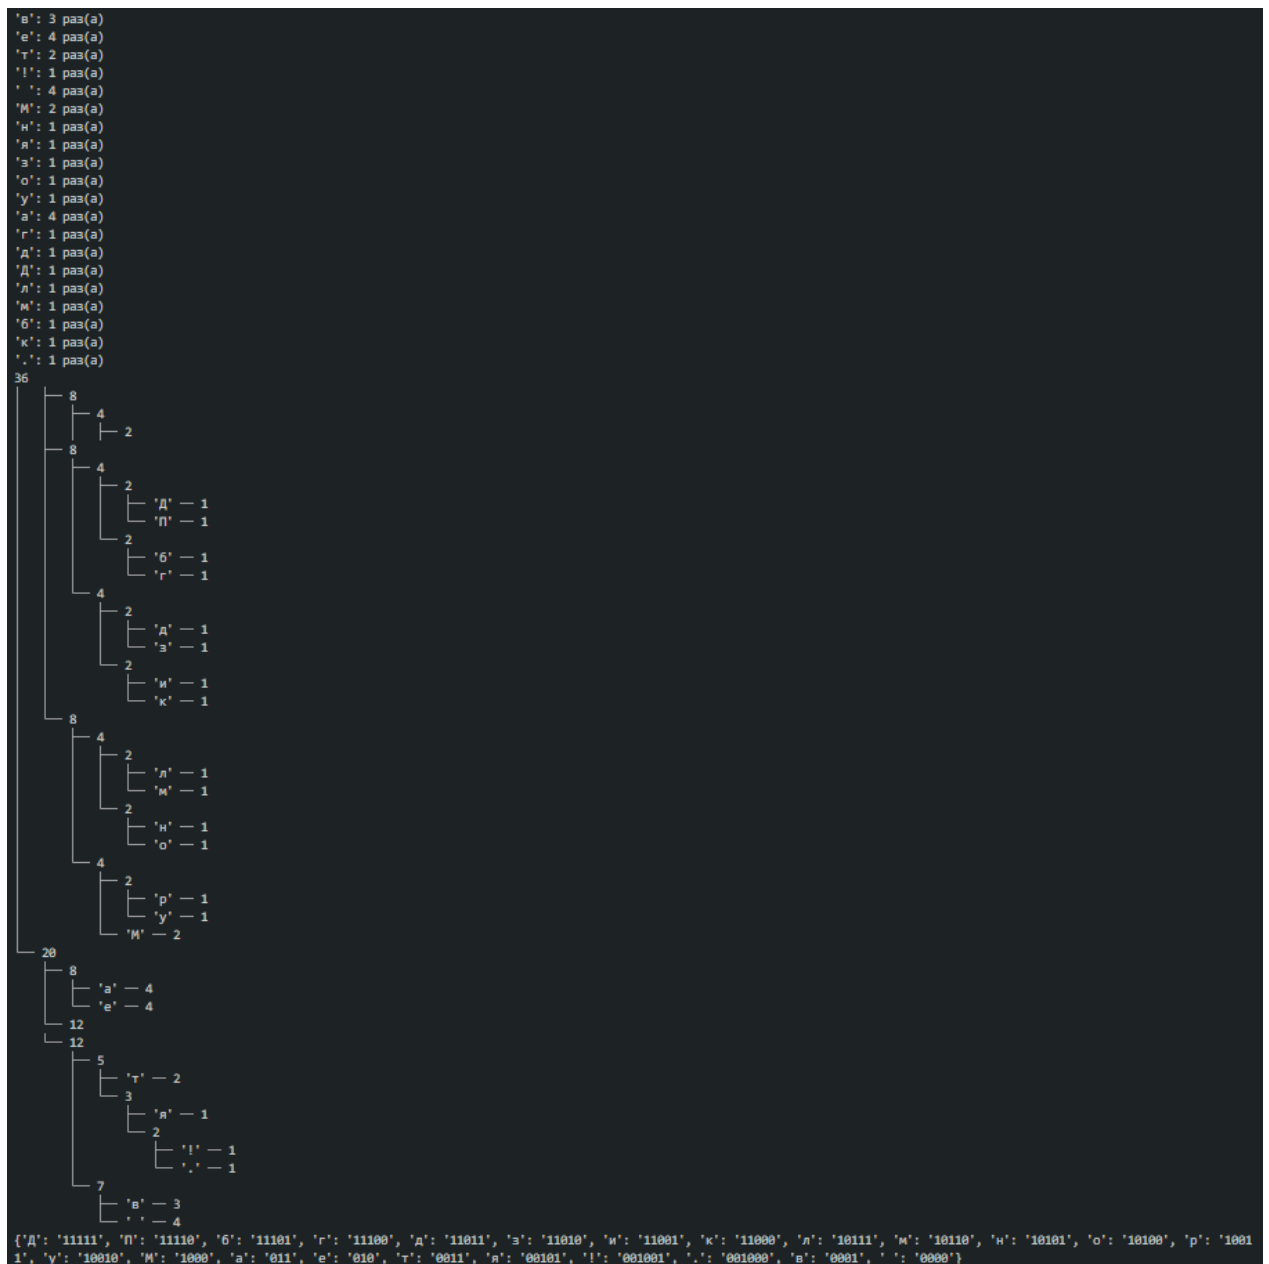 'в': 3 раз(а)
'е': 4 раз(а)
'т': 2 раз(а)
'!': 1 раз(а)
' ': 4 раз(а)
'М': 2 раз(а)
'н': 1 раз(а)
'я': 1 раз(а)
'з': 1 раз(а)
'о': 1 раз(а)
'у': 1 раз(а)
'а': 4 раз(а)
'г': 1 раз(а)
'д': 1 раз(а)
'Д': 1 раз(а)
'л': 1 раз(а)
'м': 1 раз(а)
'б': 1 раз(а)
'к': 1 раз(а)
'.': 1 раз(а)
36
8
4
2
8
4
2
'Д' — 1
'П' — 1
2
'б' — 1
'г' — 1
4
2
'д' — 1
'з' — 1
2
'и' — 1
'к' — 1
8
4
2
'л' — 1
'м' — 1
2
'н' — 1
'о' — 1
4
2
'р' — 1
'у' — 1
'М' — 2
20
8
'а' — 4
'е' — 4
12
12
5
'т' — 2
3
'я' — 1
2
'!' — 1
'.' — 1
7
'в' — 3
' ' — 4
{'Д': '11111', 'П': '11110', 'б': '11101', 'г': '11100', 'д': '11011', 'з': '11010', 'и': '11001', 'к': '11000', 'л': '10111', 'м': '10110', 'н': '10101', 'о': '10100', 'р': '1001
1', 'у': '10010', 'М': '1000', 'а': '011', 'е': '010', 'т': '0011', 'я': '00101', '!': '001001', '.': '001000', 'в': '0001', ' ': '0000'}